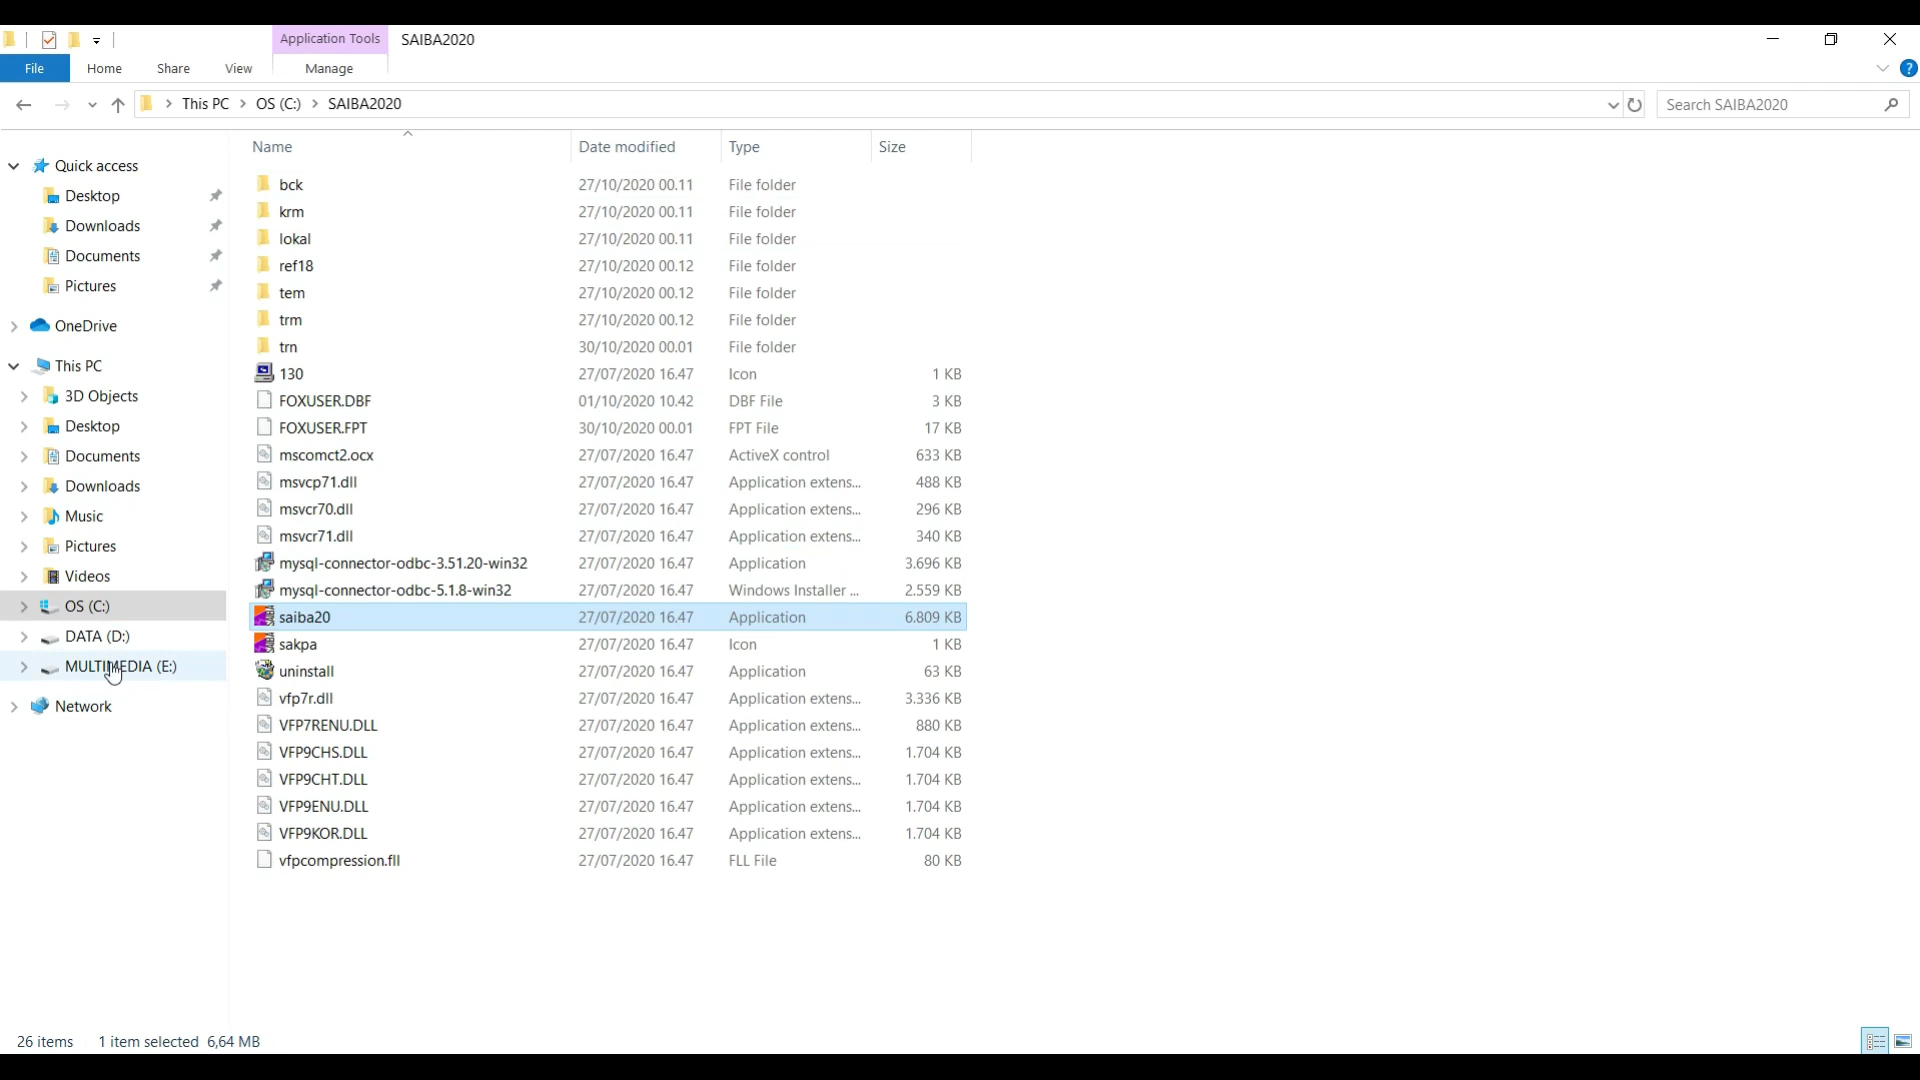 Application Tools SAIBA2020
File Home Share View Manage
This PC OS (C:) SAIBA2020 Search SAIBA2020
Name Date modified Type Size
Quick access
Desktop
Downloads
Documents
Pictures
OneDrive
This PC
3D Objects
Desktop
Documents
Downloads
Music
Pictures
Videos
OS (C:)
DATA (D:)
MULTIMEDIA (E:)
Network
bck 27/10/2020 00.11 File folder
krm 27/10/2020 00.11 File folder
lokal 27/10/2020 00.11 File folder
ref18 27/10/2020 00.12 File folder
tem 27/10/2020 00.12 File folder
trm 27/10/2020 00.12 File folder
trn 30/10/2020 00.01 File folder
130 27/07/2020 16.47 Icon 1 KB
FOXUSER.DBF 01/10/2020 10.42 DBF File 3 KB
FOXUSER.FPT 30/10/2020 00.01 FPT File 17 KB
mscomct2.ocx 27/07/2020 16.47 ActiveX control 633 KB
msvcp71.dll 27/07/2020 16.47 Application extens... 488 KB
msvcr70.dll 27/07/2020 16.47 Application extens... 296 KB
msvcr71.dll 27/07/2020 16.47 Application extens... 340 KB
mysql-connector-odbc-3.51.20-win32 27/07/2020 16.47 Application 3.696 KB
mysql-connector-odbc-5.1.8-win32 27/07/2020 16.47 Windows Installer ... 2.559 KB
saiba20 27/07/2020 16.47 Application 6.809 KB
sakpa 27/07/2020 16.47 Icon 1 KB
uninstall 27/07/2020 16.47 Application 63 KB
vfp7r.dll 27/07/2020 16.47 Application extens... 3.336 KB
VFP7RENU.DLL 27/07/2020 16.47 Application extens... 880 KB
VFP9CHS.DLL 27/07/2020 16.47 Application extens... 1.704 KB
VFP9CHT.DLL 27/07/2020 16.47 Application extens... 1.704 KB
VFP9ENU.DLL 27/07/2020 16.47 Application extens... 1.704 KB
VFP9KOR.DLL 27/07/2020 16.47 Application extens... 1.704 KB
vfpcompression.fll 27/07/2020 16.47 FLL File 80 KB
26 items 1 item selected 6,64 MB